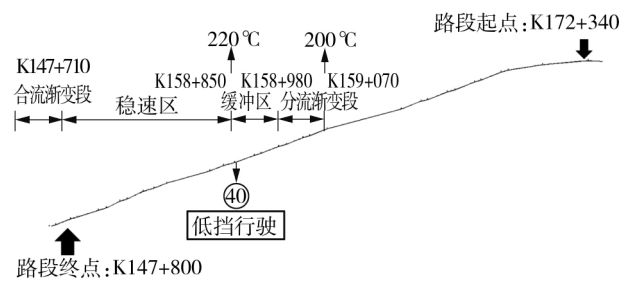 路段起点:K172+340
220℃
200℃
K147+710
K158+850
K158+980
K159+070
合流渐变段
稳速区
缓冲区
分流渐变段
40
低挡行驶
路段终点:K147+800